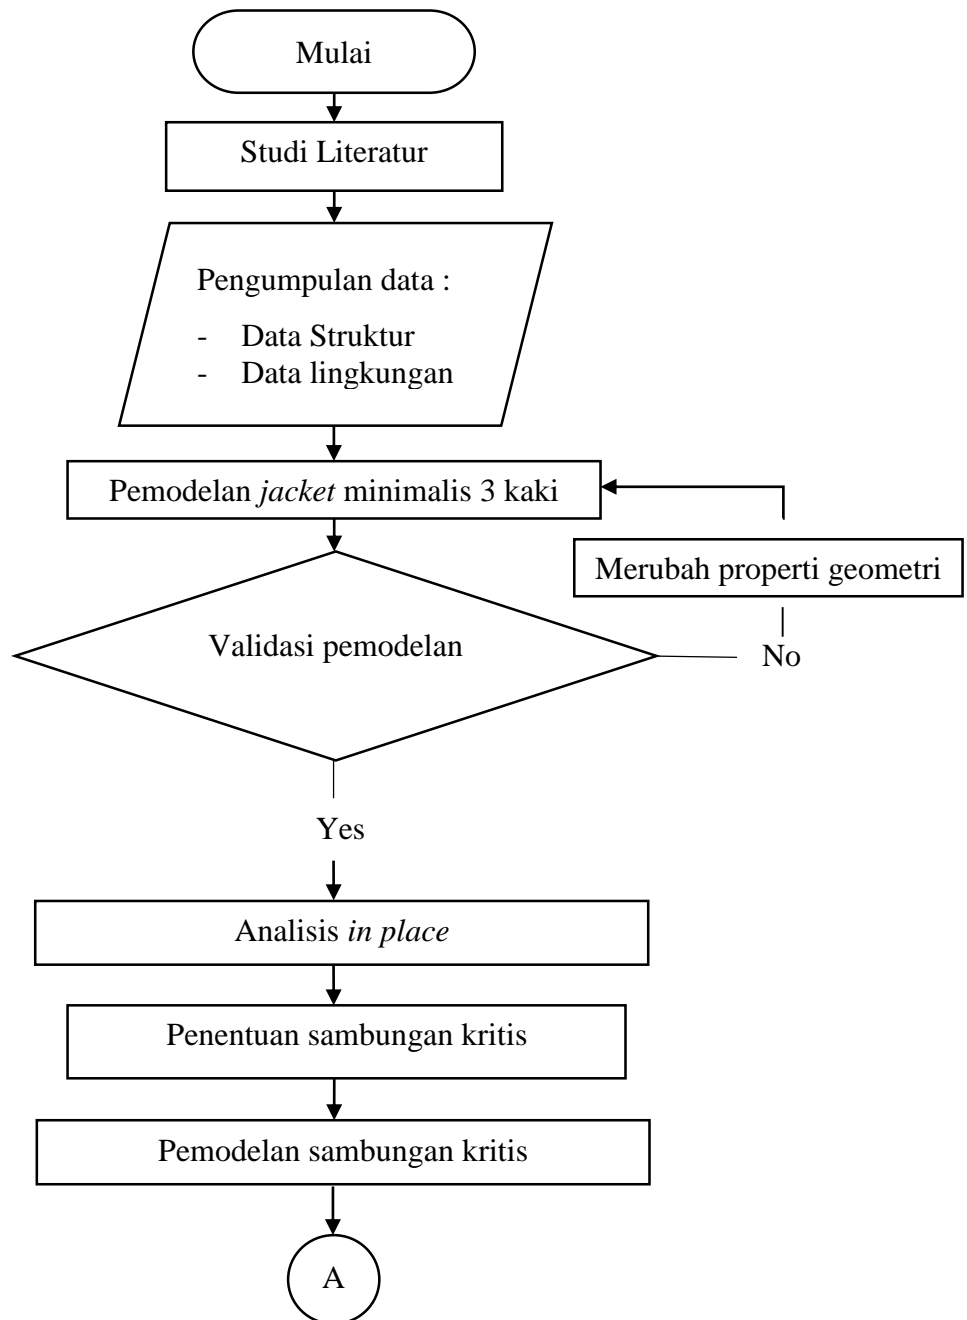 Mulai
Studi Literatur
Pengumpulan data :
- Data Struktur
- Data lingkungan
Pemodelan jacket minimalis 3 kaki
Merubah properti geometri
Validasi pemodelan
No
Yes
Analisis in place
Penentuan sambungan kritis
Pemodelan sambungan kritis
A